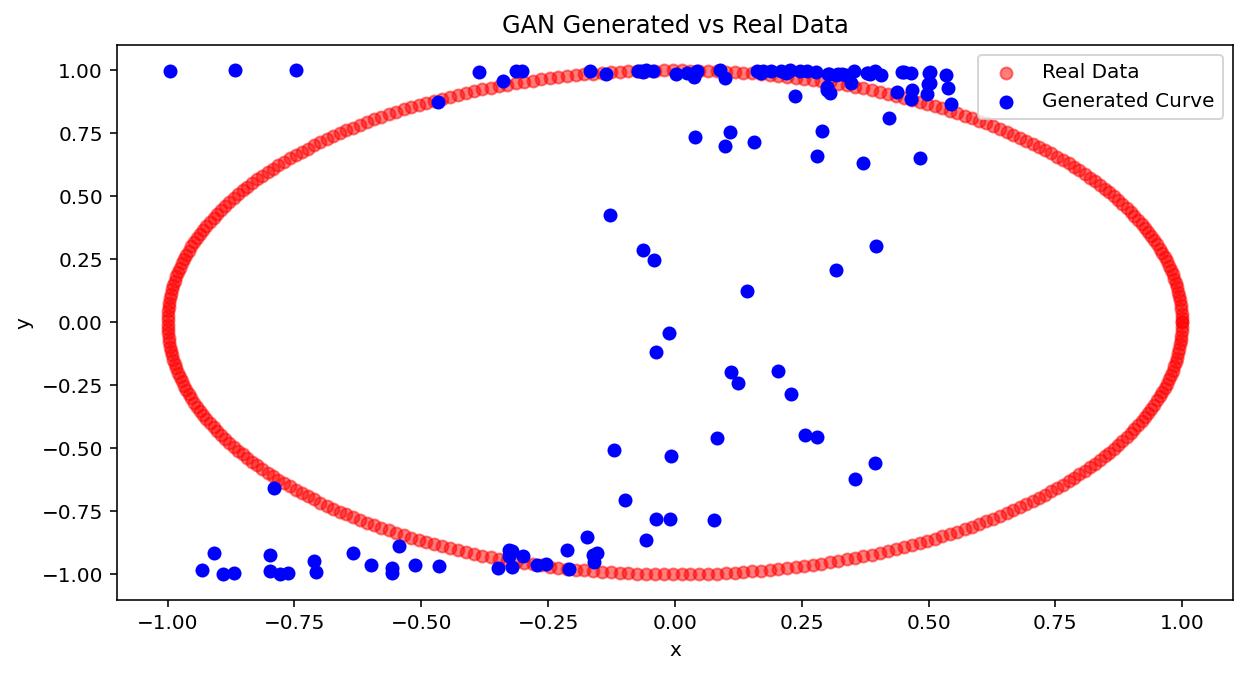 GAN Generated vs Real Data
Real Data
Generated Curve
1.00
0.75
0.50
0.25
0.00
−0.25
−0.50
−0.75
−1.00
y
−1.00 −0.75 −0.50 −0.25 0.00 0.25 0.50 0.75 1.00
x